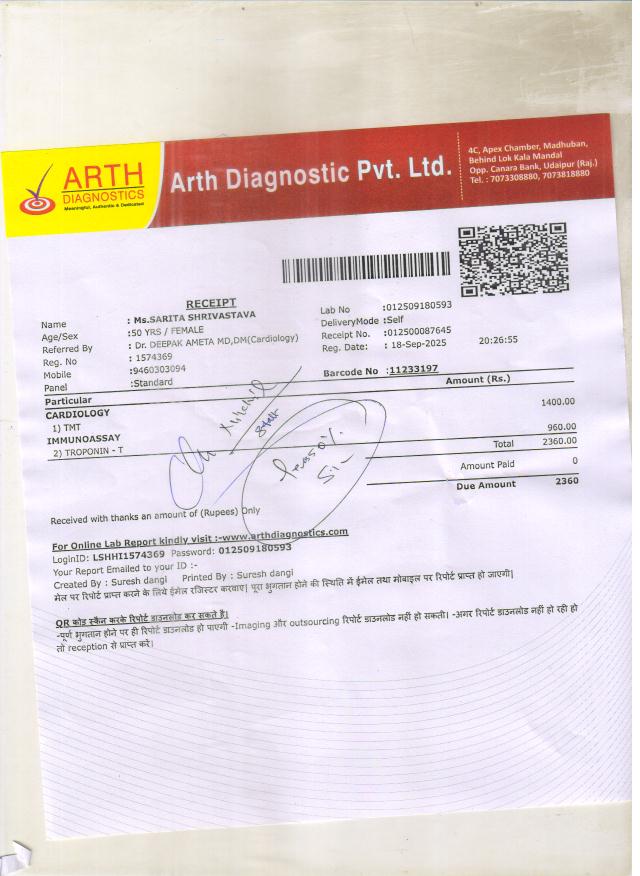 ARTH
DIAGNOSTICS
Meaningful, Authentic & Dedicated
Arth Diagnostic Pvt. Ltd.
4C, Apex Chamber, Madhuban,
Behind Lok Kala Mandal
Opp. Canara Bank, Udaipur (Raj.)
Tel. : 7073308880, 7073818880
RECEIPT
Name : Ms.SARITA SHRIVASTAVA
Age/Sex :50 YRS / FEMALE
Referred By : Dr. DEEPAK AMETA MD,DM(Cardiology)
Reg. No : 1574369
Mobile :9460303094
Panel :Standard
Lab No :012509180593
DeliveryMode :Self
Receipt No. :012500087645
Reg. Date: : 18-Sep-2025 20:26:55
Barcode No :11233197
Particular Amount (Rs.)
CARDIOLOGY
1) TMT 1400.00
IMMUNOASSAY
2) TROPONIN - T 960.00
Total 2360.00
Amount Paid 0
Due Amount 2360
Staff
50%
Received with thanks an amount of (Rupees) Only
For Online Lab Report kindly visit :-www.arthdiagnostics.com
LoginID: LSHHI1574369 Password: 012509180593
Your Report Emailed to your ID :-
Created By : Suresh dangi Printed By : Suresh dangi
मेल पर रिपोर्ट प्राप्त करने के लिये ईमेल रजिस्टर करवाए। पूरा भुगतान होने की स्थिति में ईमेल तथा मोबाइल पर रिपोर्ट प्राप्त हो जाएगी।
QR कोड स्कैन करके रिपोर्ट डाउनलोड कर सकते है।
-पूर्ण भुगतान होने पर ही रिपोर्ट डाउनलोड हो पाएगी -Imaging और outsourcing रिपोर्ट डाउनलोड नहीं हो सकती। -अगर रिपोर्ट डाउनलोड नहीं हो रही हो
तो reception से प्राप्त करे।